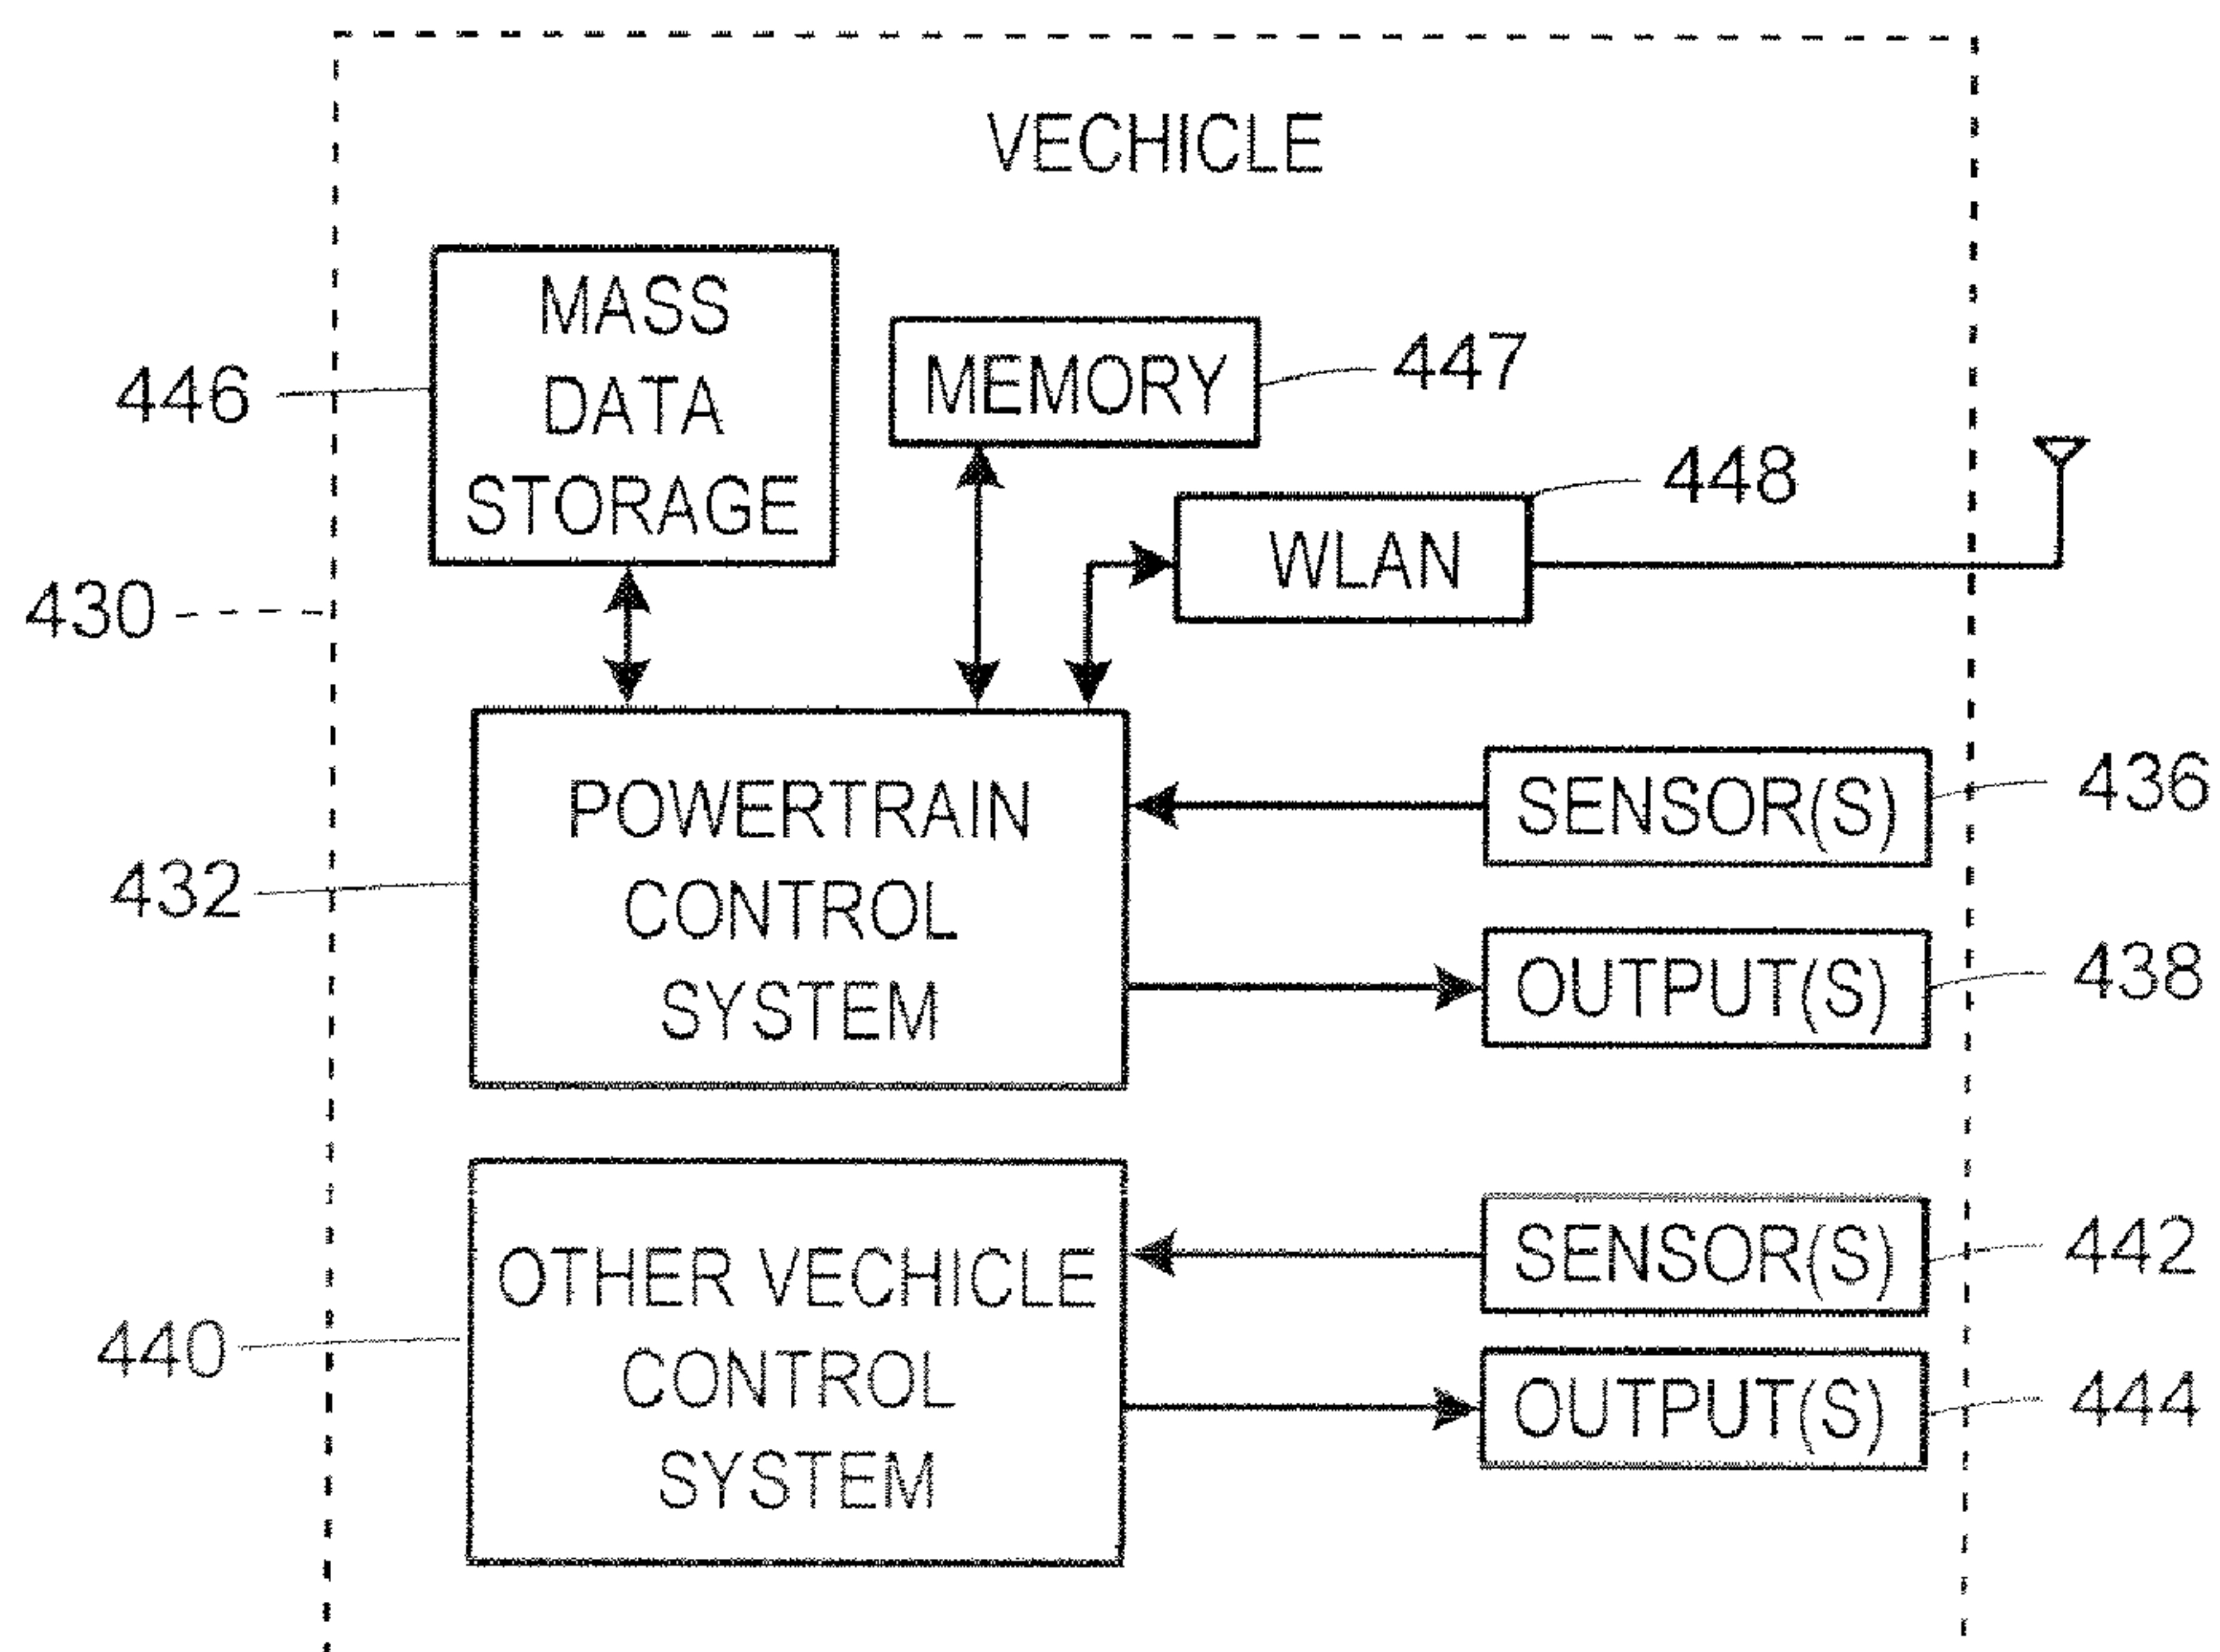 VECHICLE
MASS
DATA
STORAGE
446
MEMORY
447
WLAN
448
430
POWERTRAIN
CONTROL
SYSTEM
432
SENSOR(S)
436
OUTPUT(S)
438
OTHER VECHICLE
CONTROL
SYSTEM
440
SENSOR(S)
442
OUTPUT(S)
444